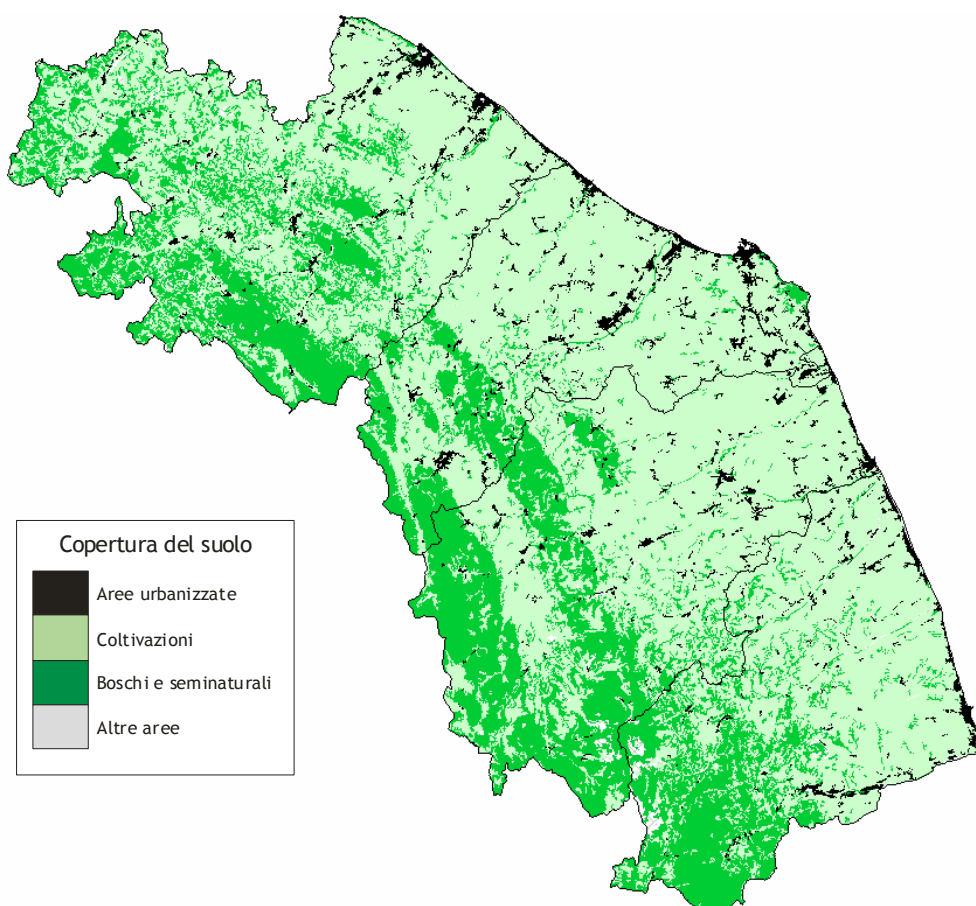 Copertura del suolo
Aree urbanizzate
Coltivazioni
Boschi e seminaturali
Altre aree